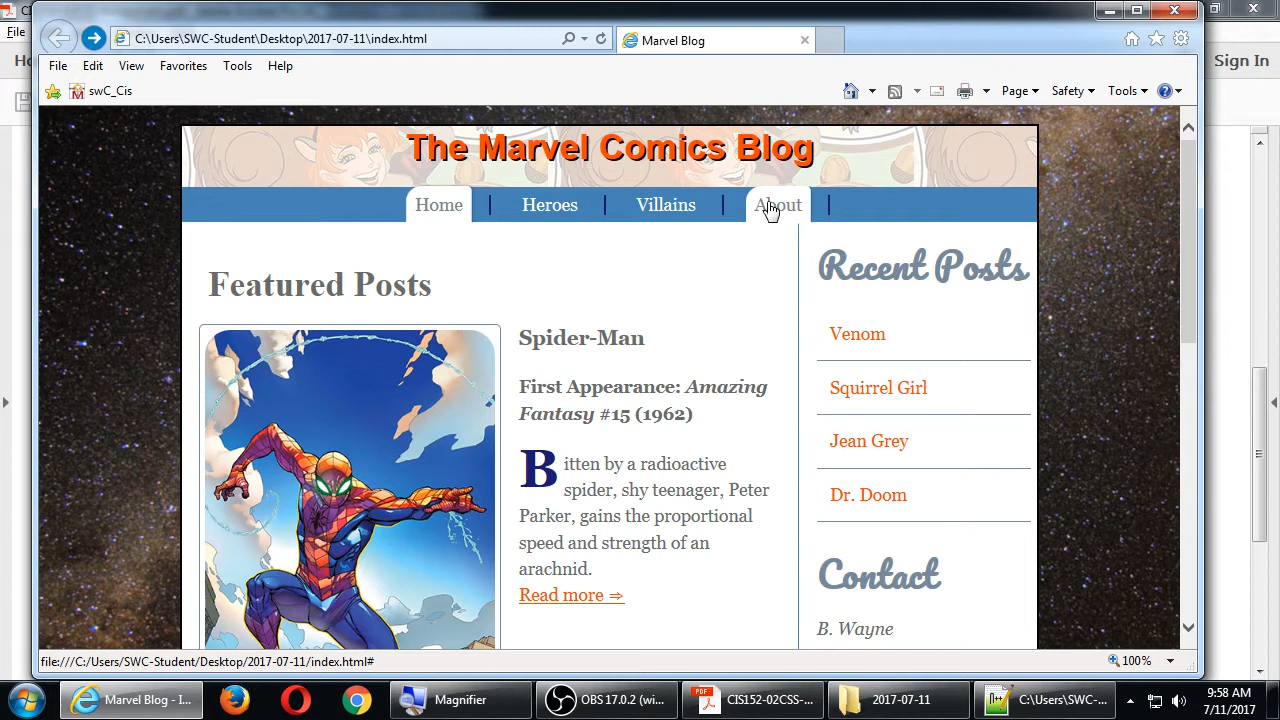 C:\Users\SWC-Student\Desktop\2017-07-11\index.html
Marvel Blog
File
File Edit View Favorites Tools Help
Sign In
swC_Cis
Page Safety Tools
The Marvel Comics Blog
Home Heroes Villains About
Featured Posts
Spider-Man
First Appearance: Amazing
Fantasy #15 (1962)
Bitten by a radioactive
spider, shy teenager, Peter
Parker, gains the proportional
speed and strength of an
arachnid.
Read more ⇒
Recent Posts
Venom
Squirrel Girl
Jean Grey
Dr. Doom
Contact
B. Wayne
file:///C:/Users/SWC-Student/Desktop/2017-07-11/index.html#
100%
Marvel Blog - I...
Magnifier
OBS 17.0.2 (wi...
CIS152-02CSS-...
2017-07-11
C:\Users\SWC-...
9:58 AM
7/11/2017